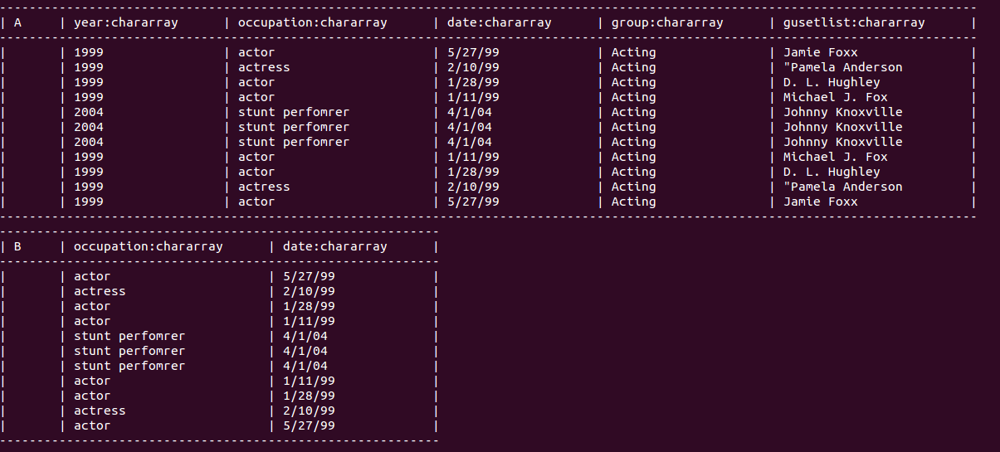 ---------------------------------------------------------------------------------------------------------------------------------------
| A | year:chararray | occupation:chararray | date:chararray | group:chararray | gusetlist:chararray |
---------------------------------------------------------------------------------------------------------------------------------------
| | 1999 | actor | 5/27/99 | Acting | Jamie Foxx |
| | 1999 | actress | 2/10/99 | Acting | "Pamela Anderson |
| | 1999 | actor | 1/28/99 | Acting | D. L. Hughley |
| | 1999 | actor | 1/11/99 | Acting | Michael J. Fox |
| | 2004 | stunt perfomrer | 4/1/04 | Acting | Johnny Knoxville |
| | 2004 | stunt perfomrer | 4/1/04 | Acting | Johnny Knoxville |
| | 2004 | stunt perfomrer | 4/1/04 | Acting | Johnny Knoxville |
| | 1999 | actor | 1/11/99 | Acting | Michael J. Fox |
| | 1999 | actor | 1/28/99 | Acting | D. L. Hughley |
| | 1999 | actress | 2/10/99 | Acting | "Pamela Anderson |
| | 1999 | actor | 5/27/99 | Acting | Jamie Foxx |
---------------------------------------------------------------------------------------------------------------------------------------
-----------------------------------------------------------
| B | occupation:chararray | date:chararray |
-----------------------------------------------------------
| | actor | 5/27/99 |
| | actress | 2/10/99 |
| | actor | 1/28/99 |
| | actor | 1/11/99 |
| | stunt perfomrer | 4/1/04 |
| | stunt perfomrer | 4/1/04 |
| | stunt perfomrer | 4/1/04 |
| | actor | 1/11/99 |
| | actor | 1/28/99 |
| | actress | 2/10/99 |
| | actor | 5/27/99 |
-----------------------------------------------------------